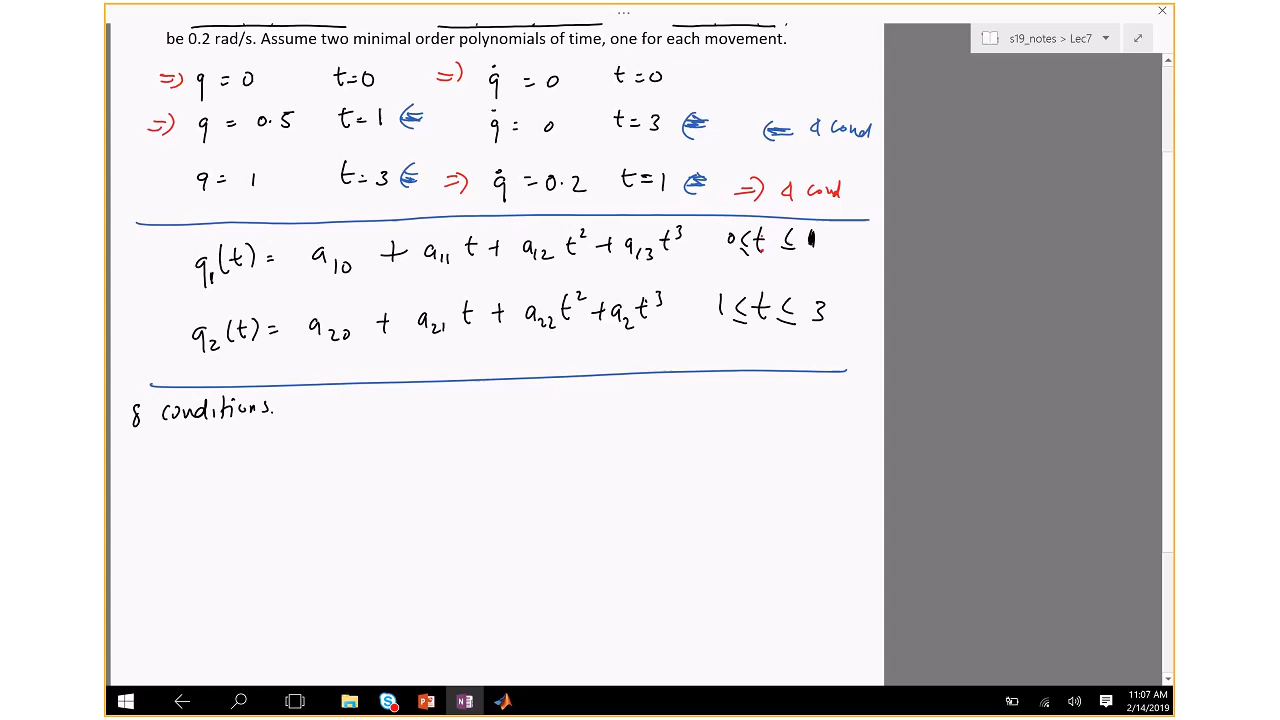 s19_notes > Lec7
be 0.2 rad/s. Assume two minimal order polynomials of time, one for each movement.
=> q = 0 t=0 => q̇ = 0 t=0
=> q = 0.5 t=1 <= q̇ = 0 t=3 <= <= 4 cond
q = 1 t=3 <= => q̇ = 0.2 t=1 <= => 4 cond
q₁(t) = a₁₀ + a₁₁ t + a₁₂ t² + a₁₃ t³ 0 ≤ t ≤ 1
q₂(t) = a₂₀ + a₂₁ t + a₂₂ t² + a₂ t³ 1 ≤ t ≤ 3
8 conditions.
11:07 AM
2/14/2019